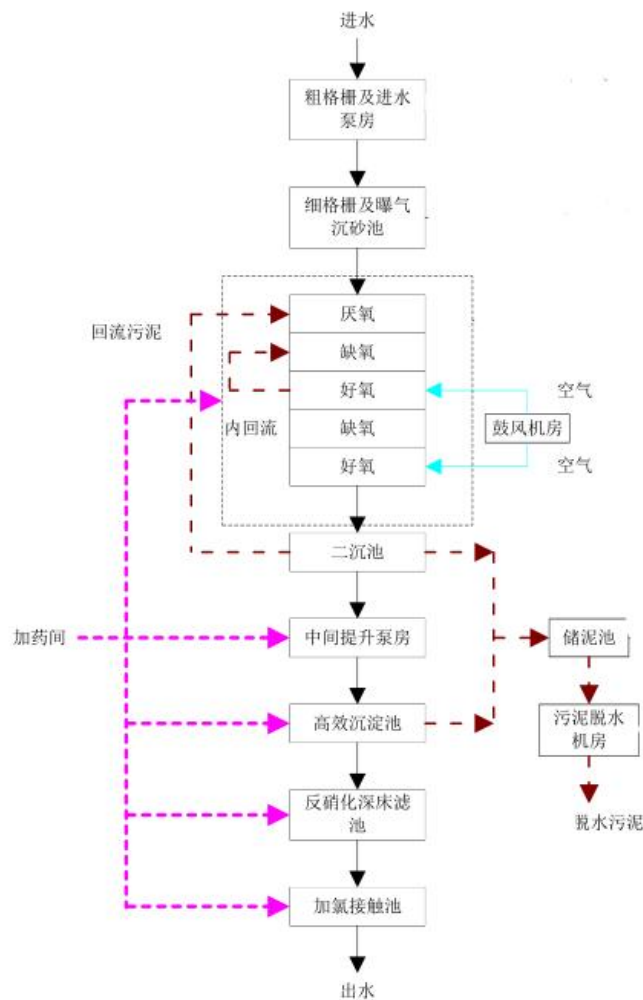 进水
粗格栅及进水
泵房
细格栅及曝气
沉砂池
厌氧
回流污泥
缺氧
好氧
空气
内回流
缺氧
鼓风机房
好氧
空气
二沉池
加药间
中间提升泵房
储泥池
高效沉淀池
污泥脱水
机房
反硝化深床滤
池
脱水污泥
加氯接触池
出水